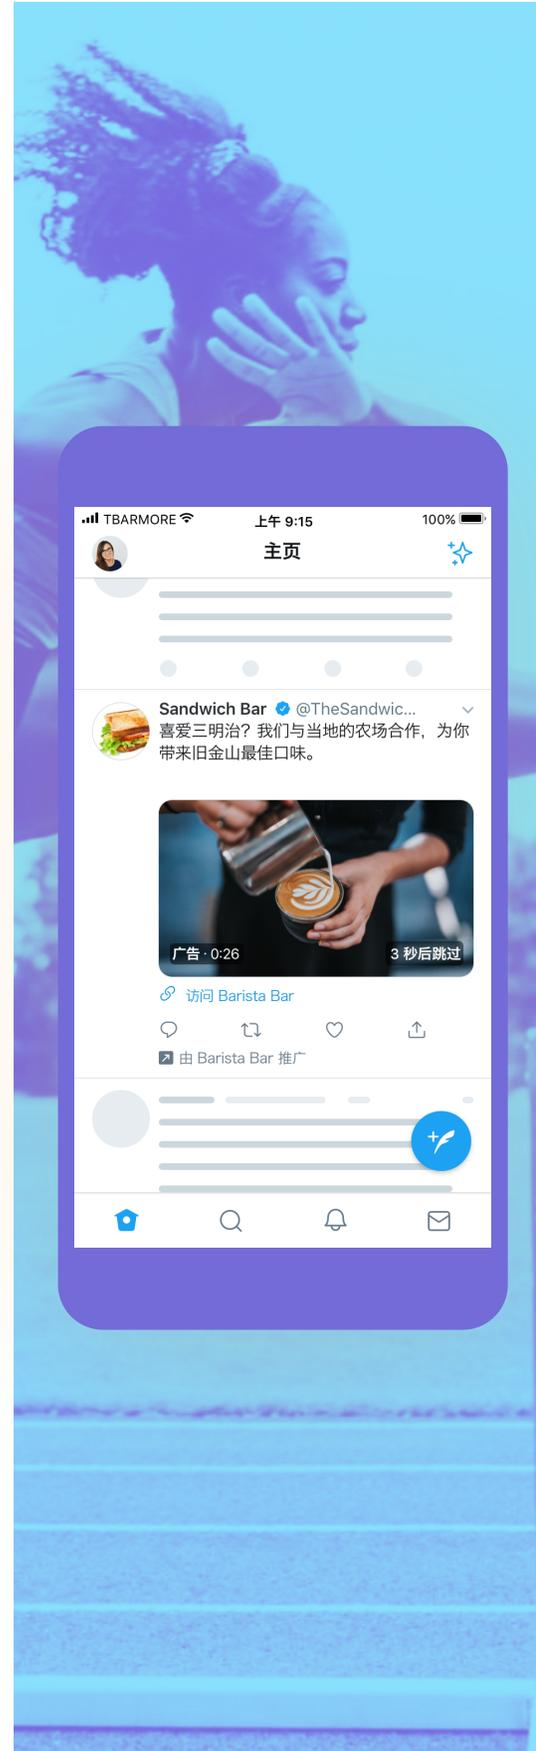 TBARMORE 上午 9:15 100%
主页
Sandwich Bar @TheSandwic...
喜爱三明治？我们与当地的农场合作，为你
带来旧金山最佳口味。
广告 · 0:26 3 秒后跳过
访问 Barista Bar
由 Barista Bar 推广